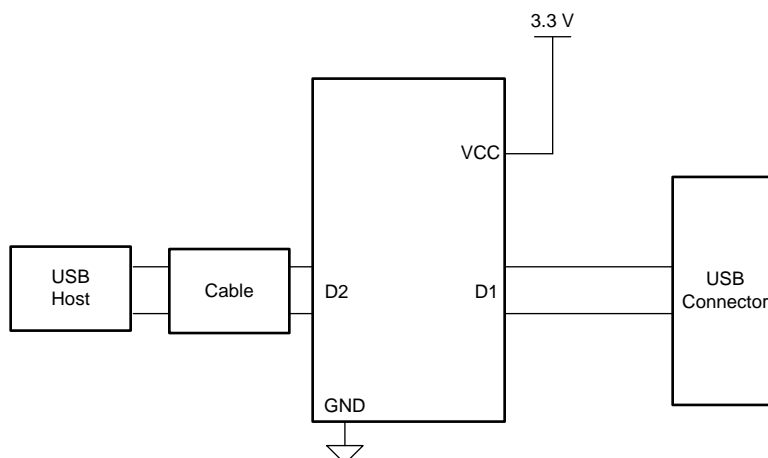 3.3 V
VCC
USB
Host
Cable
D2
D1
USB
Connector
GND